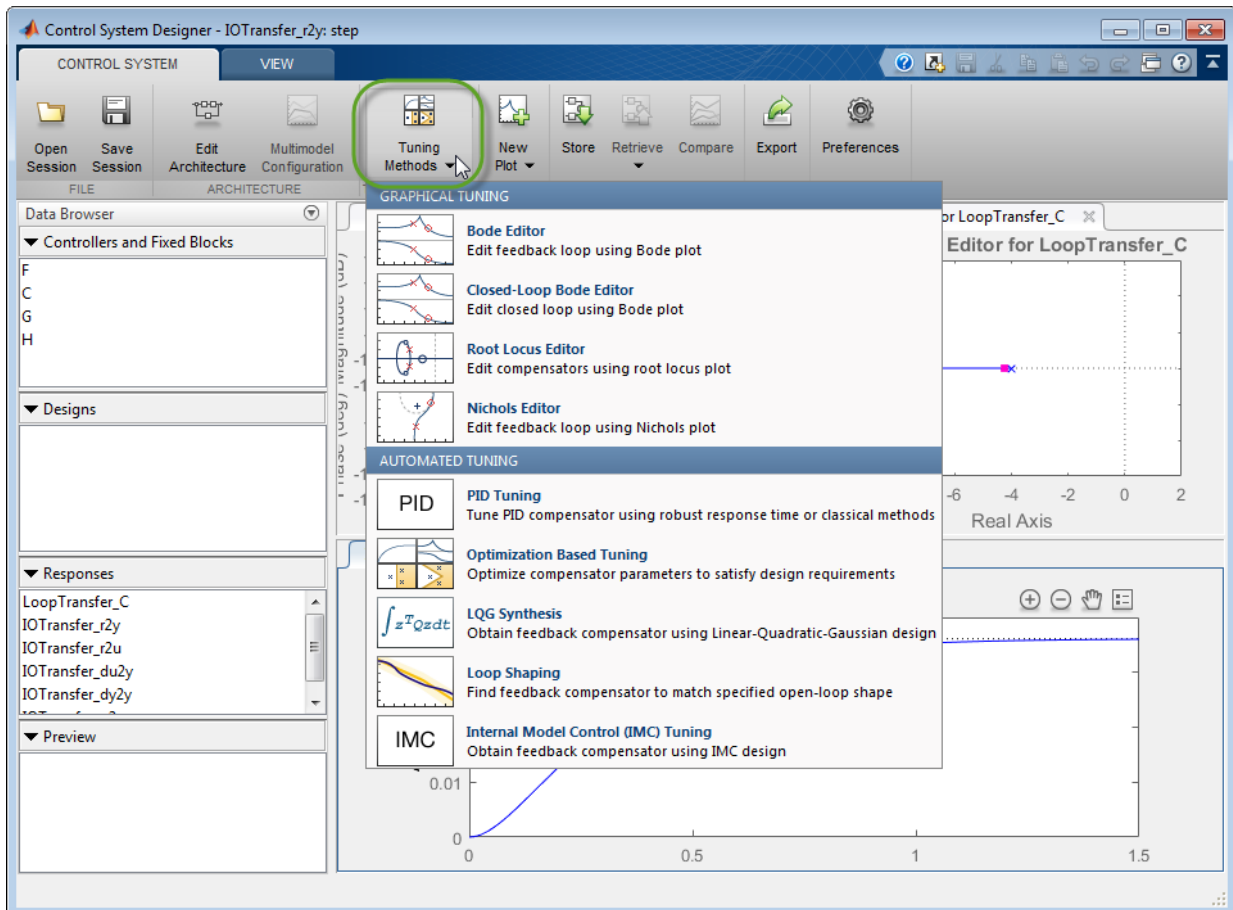 Control System Designer - IOTransfer_r2y: step
CONTROL SYSTEM
VIEW
Open Session
Save Session
Edit Architecture
Multimodel Configuration
Tuning Methods
New Plot
Store
Retrieve
Compare
Export
Preferences
FILE
ARCHITECTURE
Data Browser
Controllers and Fixed Blocks
F
C
G
H
Designs
Responses
LoopTransfer_C
IOTransfer_r2y
IOTransfer_r2u
IOTransfer_du2y
IOTransfer_dy2y
Preview
GRAPHICAL TUNING
Bode Editor
Edit feedback loop using Bode plot
Closed-Loop Bode Editor
Edit closed loop using Bode plot
Root Locus Editor
Edit compensators using root locus plot
Nichols Editor
Edit feedback loop using Nichols plot
AUTOMATED TUNING
PID
PID Tuning
Tune PID compensator using robust response time or classical methods
Optimization Based Tuning
Optimize compensator parameters to satisfy design requirements
∫zᵀQzdt
LQG Synthesis
Obtain feedback compensator using Linear-Quadratic-Gaussian design
Loop Shaping
Find feedback compensator to match specified open-loop shape
IMC
Internal Model Control (IMC) Tuning
Obtain feedback compensator using IMC design
or LoopTransfer_C
Editor for LoopTransfer_C
-6 -4 -2 0 2
Real Axis
0.01
0
0 0.5 1 1.5